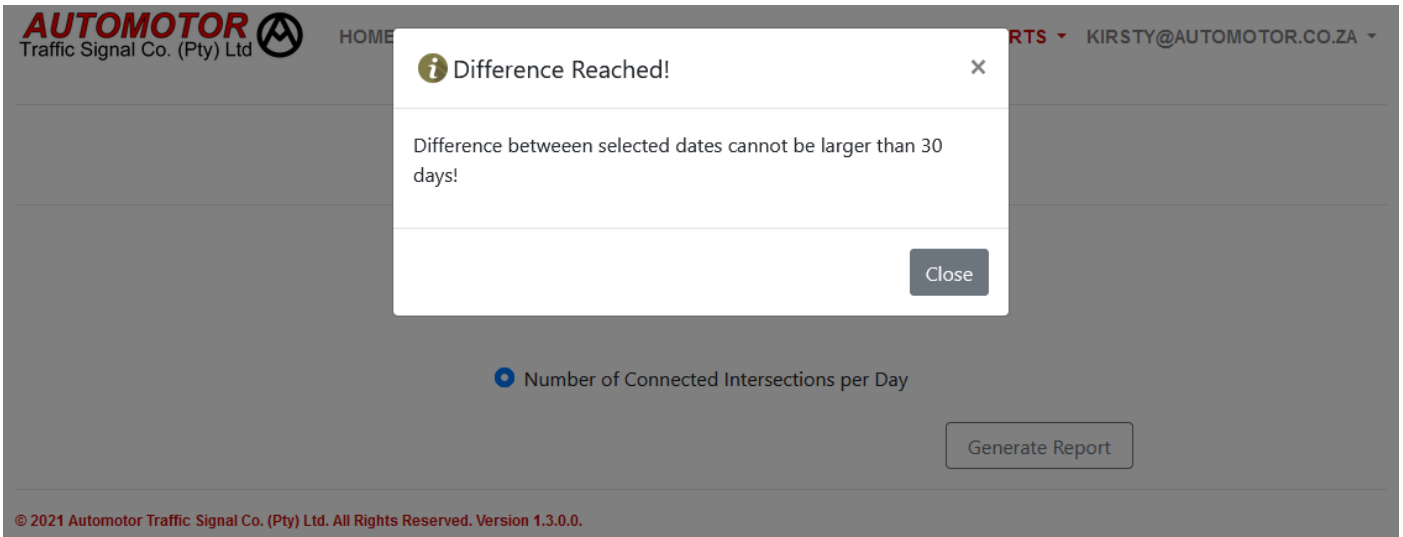 AUTOMOTOR
Traffic Signal Co. (Pty) Ltd
HOME
RTS
KIRSTY@AUTOMOTOR.CO.ZA
Difference Reached!
×
Difference betweeen selected dates cannot be larger than 30
days!
Close
Number of Connected Intersections per Day
Generate Report
© 2021 Automotor Traffic Signal Co. (Pty) Ltd. All Rights Reserved. Version 1.3.0.0.